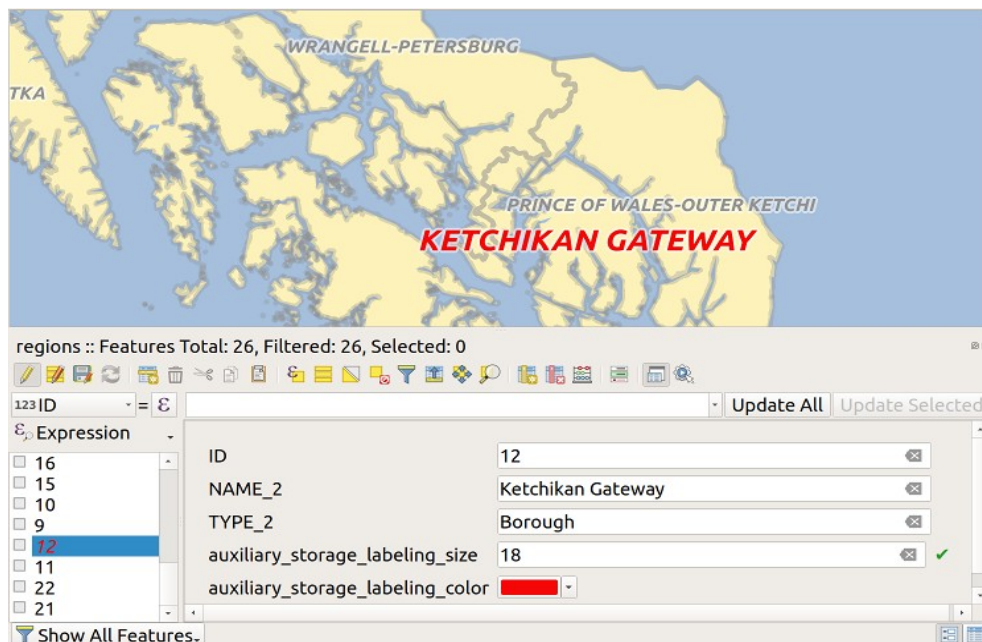 WRANGELL-PETERSBURG
TKA
PRINCE OF WALES-OUTER KETCHI
KETCHIKAN GATEWAY
regions :: Features Total: 26, Filtered: 26, Selected: 0
123 ID = ε Update All Update Selected
ε Expression
16
15
10
9
12
11
22
21
ID 12
NAME_2 Ketchikan Gateway
TYPE_2 Borough
auxiliary_storage_labeling_size 18
auxiliary_storage_labeling_color
Show All Features